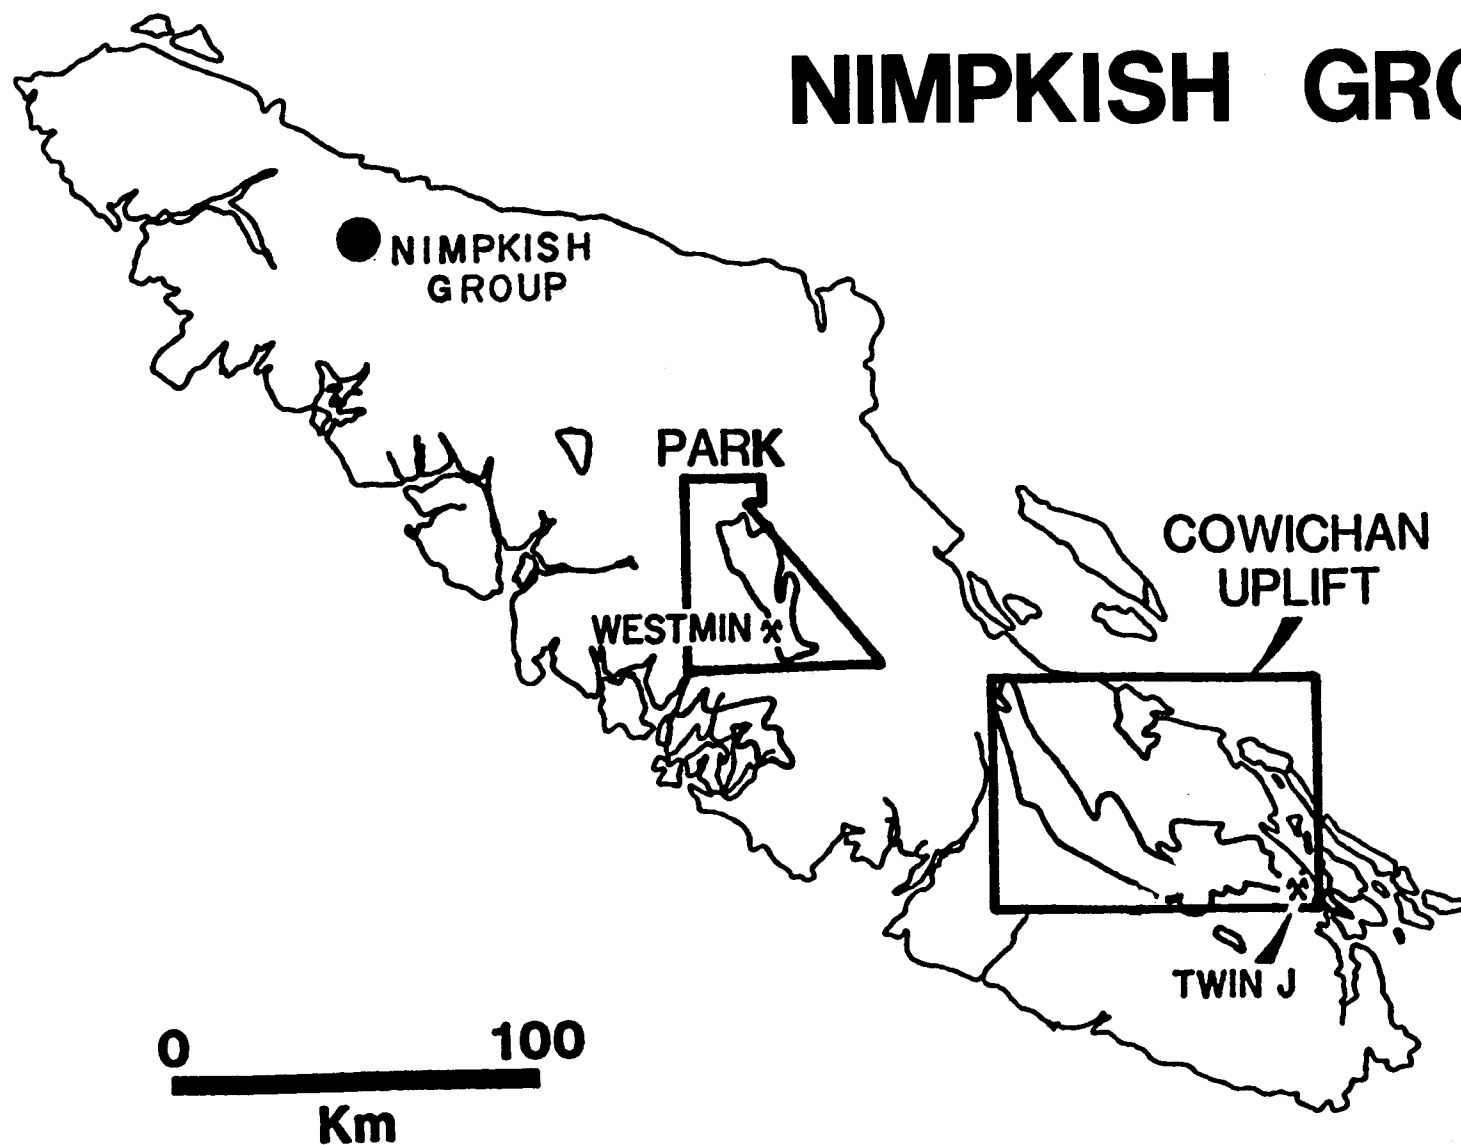 NIMPKISH GRO
NIMPKISH
GROUP
PARK
COWICHAN
UPLIFT
WESTMIN
TWIN J
0 100
Km